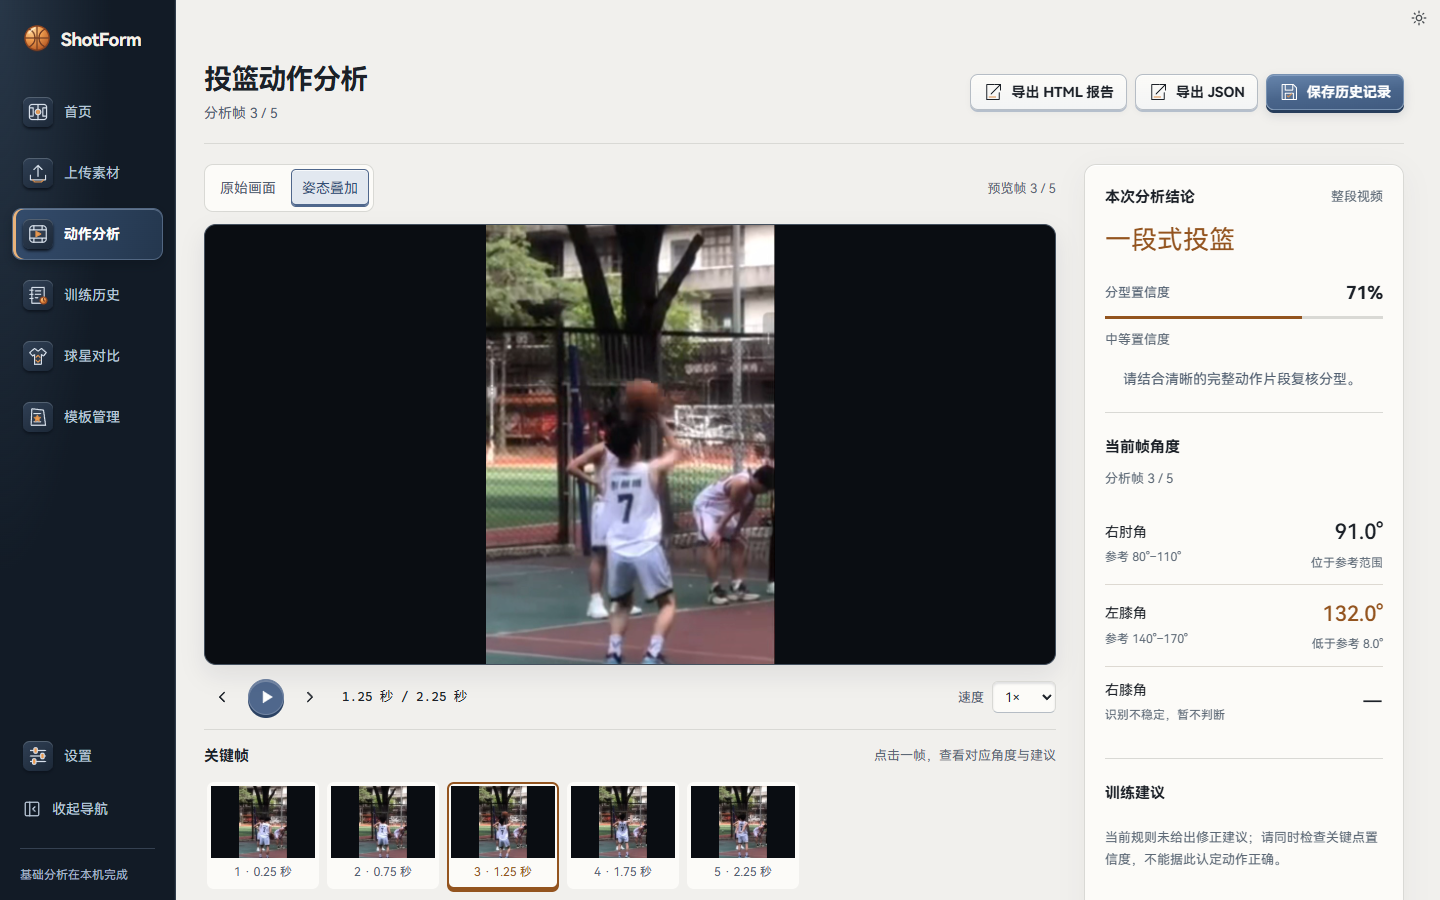 ShotForm
首页
上传素材
动作分析
训练历史
球星对比
模板管理
设置
收起导航
基础分析在本机完成
投篮动作分析
分析帧 3 / 5
导出 HTML 报告
导出 JSON
保存历史记录
原始画面
姿态叠加
预览帧 3 / 5
7
1.25 秒 / 2.25 秒
速度
1×
关键帧
点击一帧，查看对应角度与建议
1 · 0.25 秒
2 · 0.75 秒
3 · 1.25 秒
4 · 1.75 秒
5 · 2.25 秒
本次分析结论
整段视频
一段式投篮
分型置信度
71%
中等置信度
请结合清晰的完整动作片段复核分型。
当前帧角度
分析帧 3 / 5
右肘角
91.0°
参考 80°–110°
位于参考范围
左膝角
132.0°
参考 140°–170°
低于参考 8.0°
右膝角
—
识别不稳定，暂不判断
训练建议
当前规则未给出修正建议；请同时检查关键点置
信度，不能据此认定动作正确。